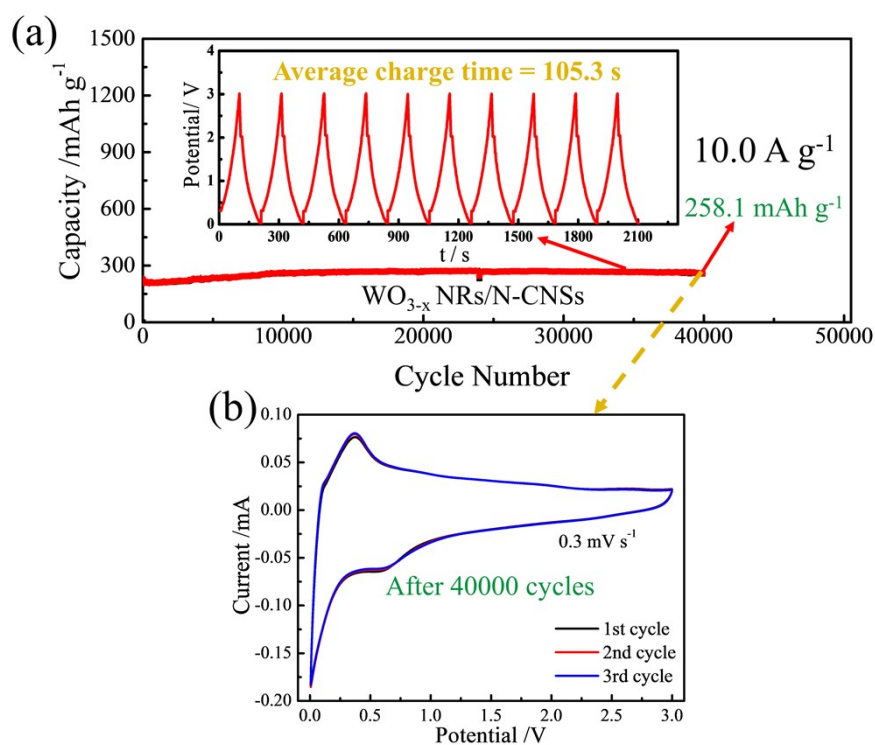 (a)
1500
1200
900
600
300
0
Capacity /mAh g⁻¹
0 10000 20000 30000 40000 50000
Cycle Number
Average charge time = 105.3 s
4
3
2
1
0
Potential/ V
0 300 600 900 1200 1500 1800 2100
t / s
10.0 A g⁻¹
258.1 mAh g⁻¹
WO₃₋ₓ NRs/N-CNSs
(b)
0.10
0.05
0.00
-0.05
-0.10
-0.15
-0.20
Current /mA
0.3 mV s⁻¹
After 40000 cycles
1st cycle
2nd cycle
3rd cycle
0.0 0.5 1.0 1.5 2.0 2.5 3.0
Potential /V